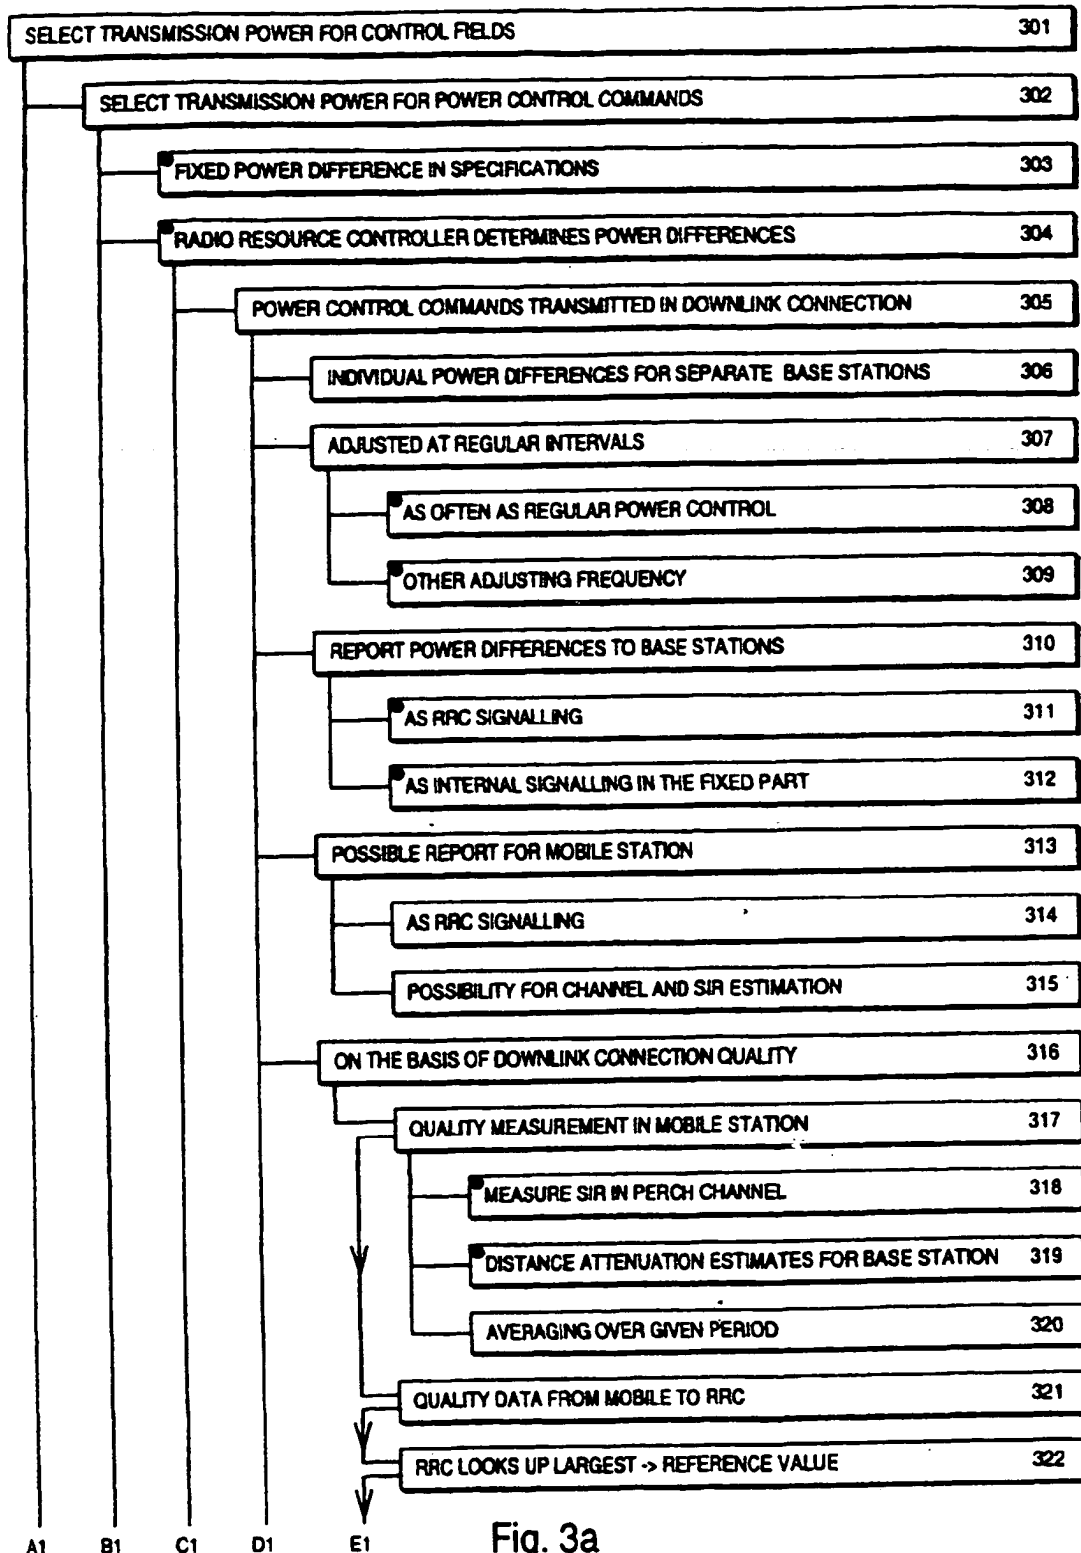 SELECT TRANSMISSION POWER FOR CONTROL FIELDS 301
SELECT TRANSMISSION POWER FOR POWER CONTROL COMMANDS 302
FIXED POWER DIFFERENCE IN SPECIFICATIONS 303
RADIO RESOURCE CONTROLLER DETERMINES POWER DIFFERENCES 304
POWER CONTROL COMMANDS TRANSMITTED IN DOWNLINK CONNECTION 305
INDIVIDUAL POWER DIFFERENCES FOR SEPARATE BASE STATIONS 306
ADJUSTED AT REGULAR INTERVALS 307
AS OFTEN AS REGULAR POWER CONTROL 308
OTHER ADJUSTING FREQUENCY 309
REPORT POWER DIFFERENCES TO BASE STATIONS 310
AS RRC SIGNALLING 311
AS INTERNAL SIGNALLING IN THE FIXED PART 312
POSSIBLE REPORT FOR MOBILE STATION 313
AS RRC SIGNALLING 314
POSSIBILITY FOR CHANNEL AND SIR ESTIMATION 315
ON THE BASIS OF DOWNLINK CONNECTION QUALITY 316
QUALITY MEASUREMENT IN MOBILE STATION 317
MEASURE SIR IN PERCH CHANNEL 318
DISTANCE ATTENUATION ESTIMATES FOR BASE STATION 319
AVERAGING OVER GIVEN PERIOD 320
QUALITY DATA FROM MOBILE TO RRC 321
RRC LOOKS UP LARGEST -> REFERENCE VALUE 322
A1 B1 C1 D1 E1
Fig. 3a